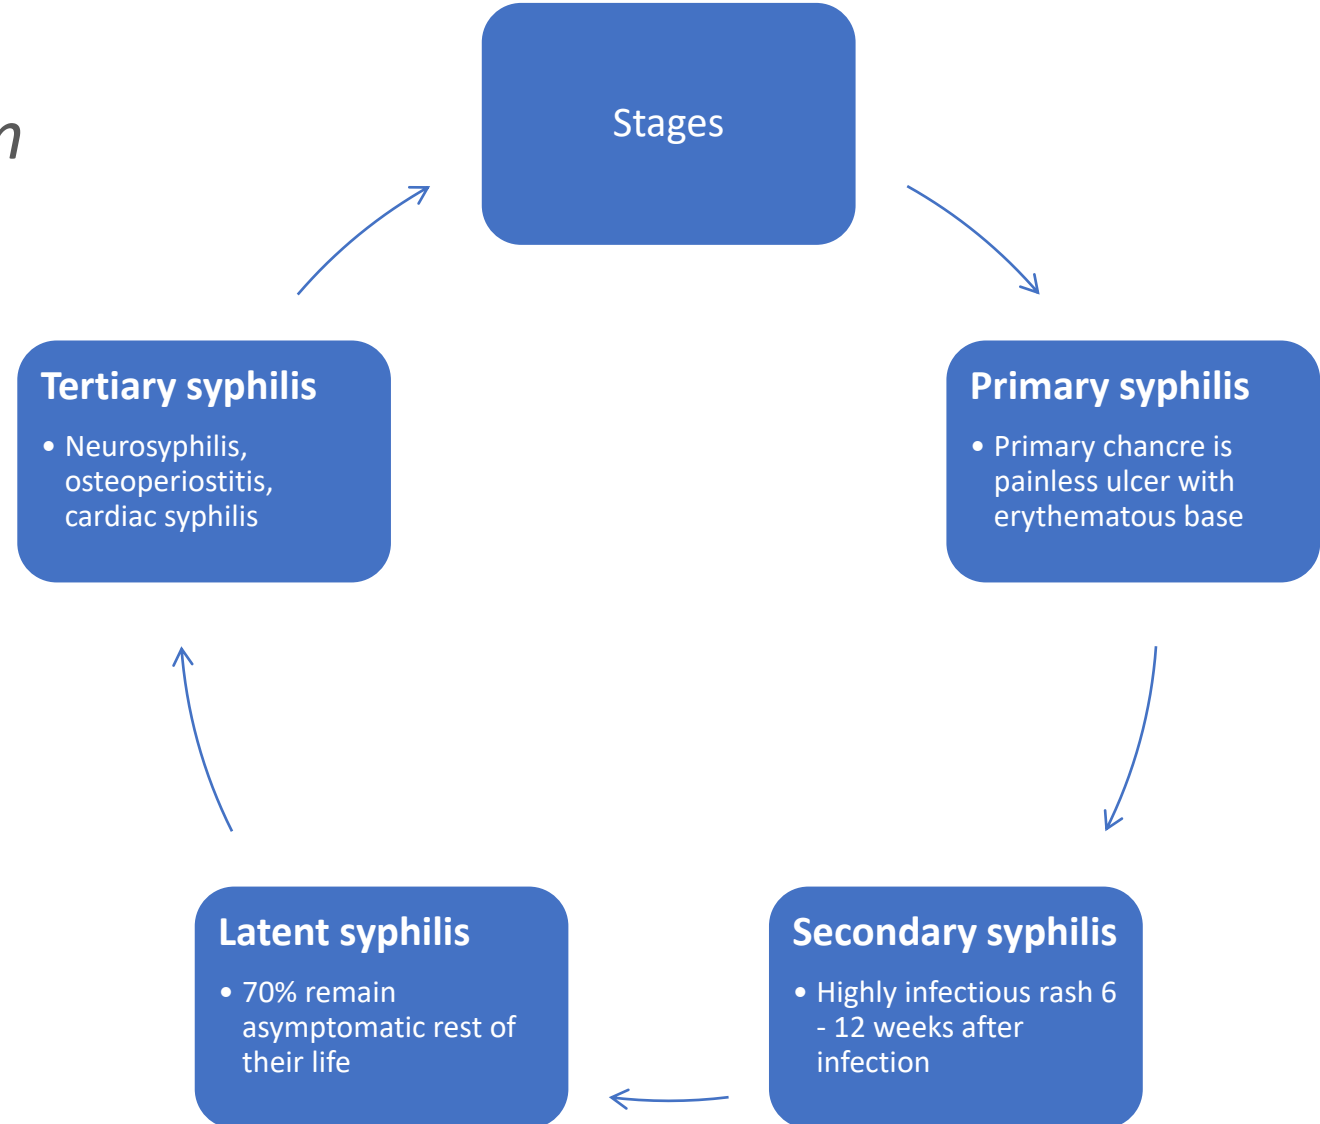 Stages
Primary syphilis
• Primary chancre is
painless ulcer with
erythematous base
Secondary syphilis
• Highly infectious rash 6
- 12 weeks after
infection
Latent syphilis
• 70% remain
asymptomatic rest of
their life
Tertiary syphilis
• Neurosyphilis,
osteoperiostitis,
cardiac syphilis